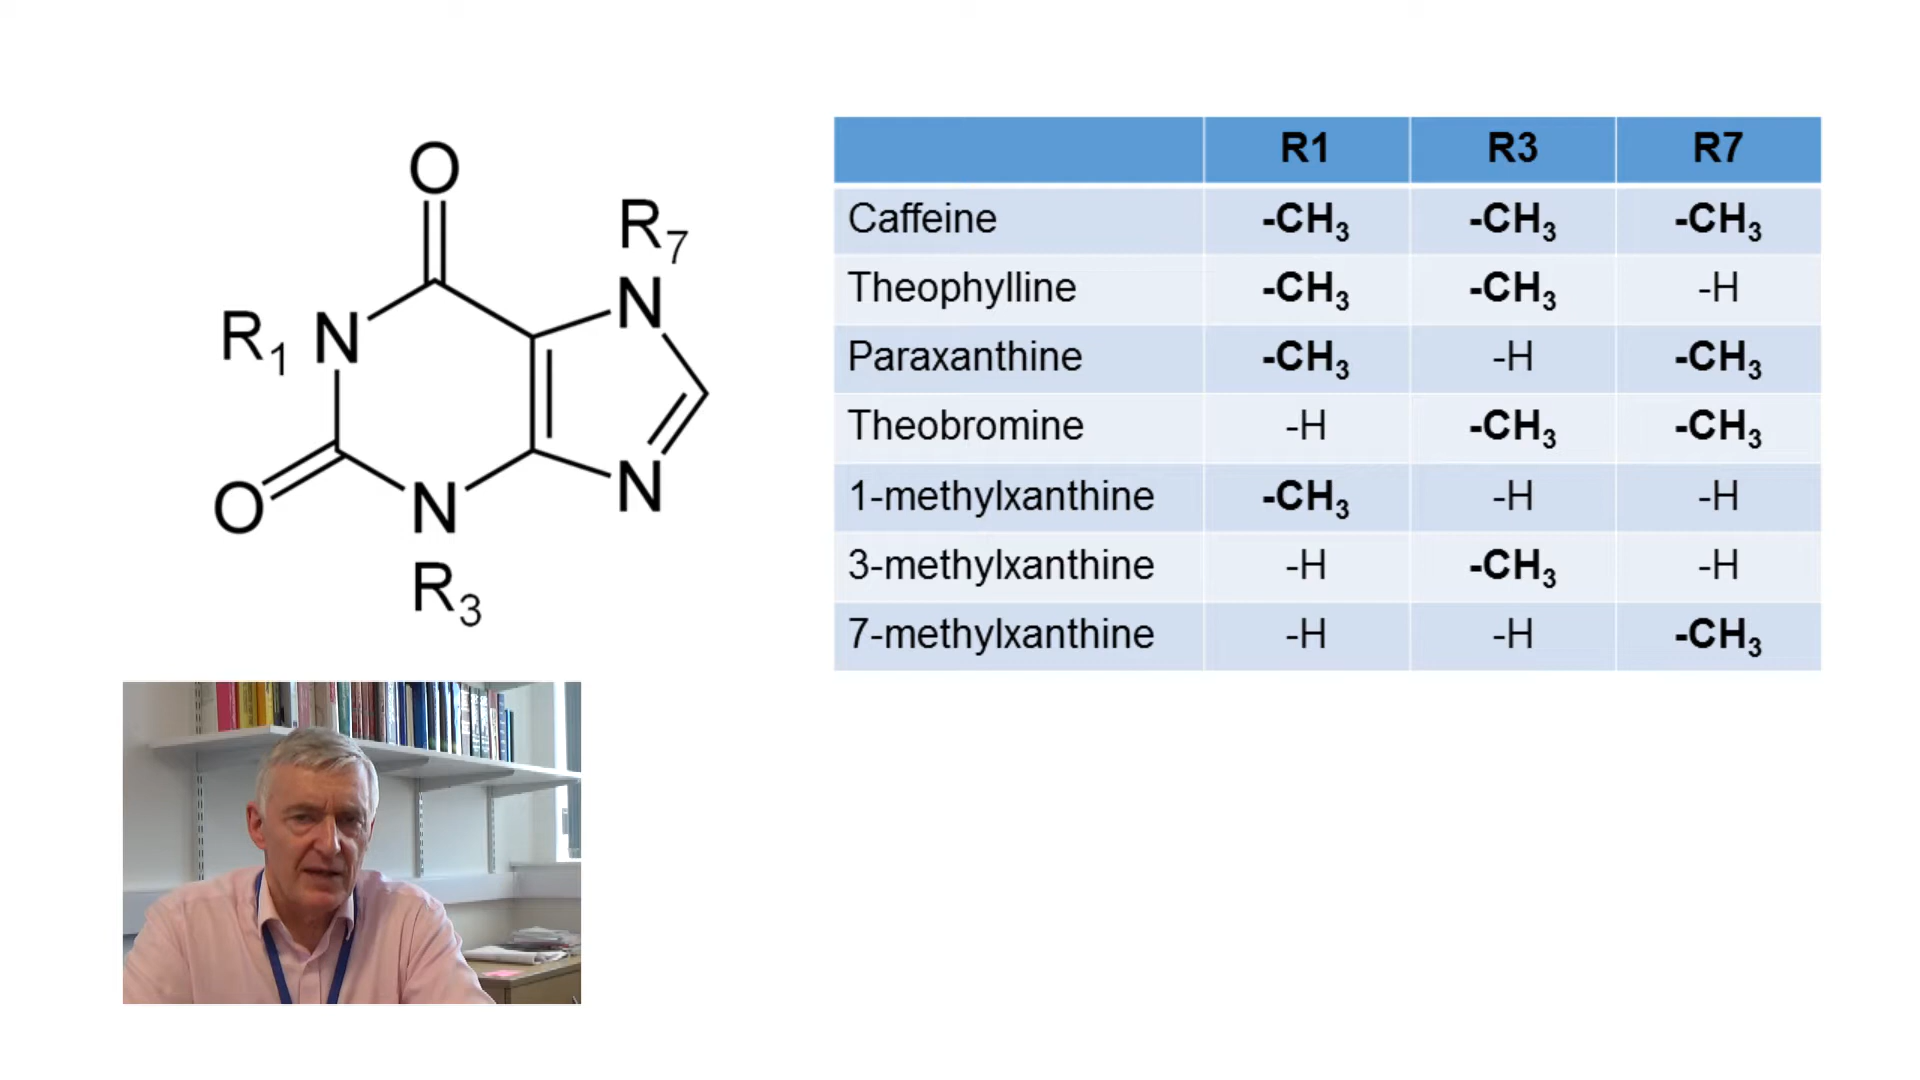 O
R₇
N
R₁ N
O
N
N
R₃
R1 R3 R7
Caffeine -CH₃ -CH₃ -CH₃
Theophylline -CH₃ -CH₃ -H
Paraxanthine -CH₃ -H -CH₃
Theobromine -H -CH₃ -CH₃
1-methylxanthine -CH₃ -H -H
3-methylxanthine -H -CH₃ -H
7-methylxanthine -H -H -CH₃